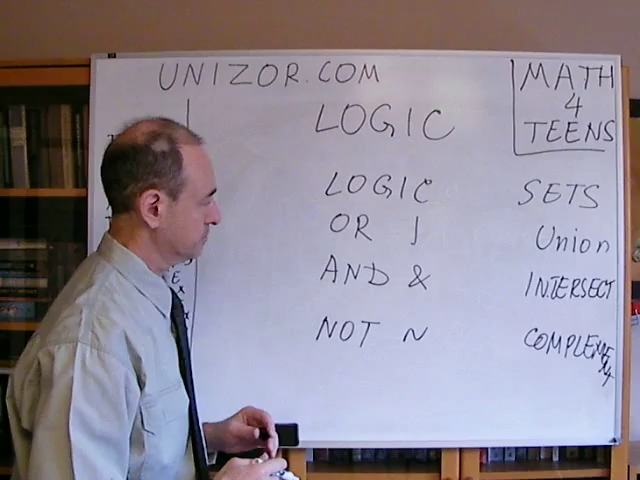 UNIZOR.COM
MATH
4
TEENS
LOGIC
LOGIC SETS
OR | Union
AND & INTERSECT
NOT ~ COMPLEMENT